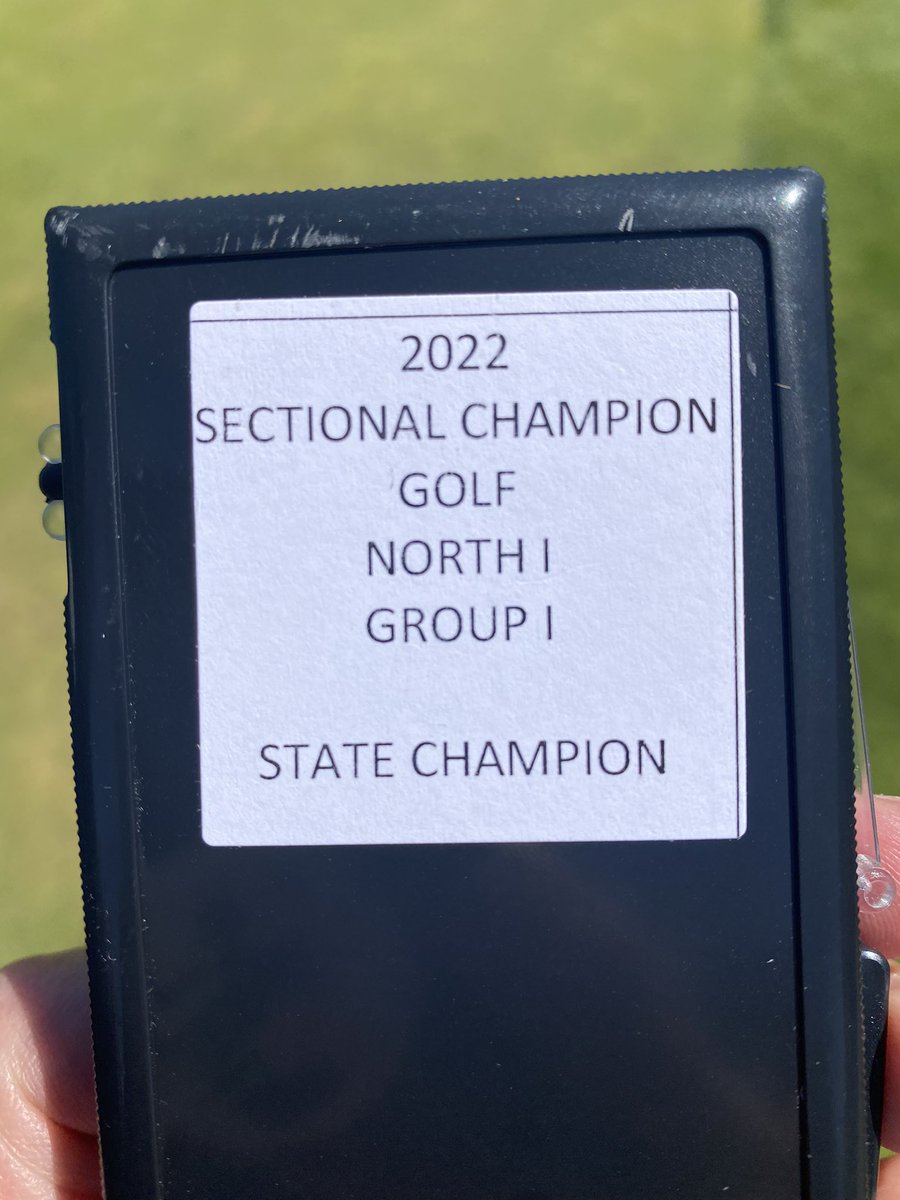 2022
SECTIONAL CHAMPION
GOLF
NORTH I
GROUP I
STATE CHAMPION